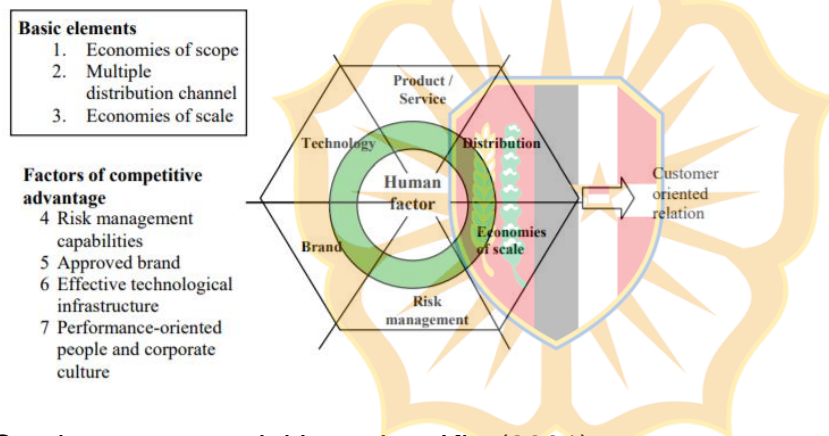 Basic elements
1. Economies of scope
2. Multiple
distribution channel
3. Economies of scale
Factors of competitive
advantage
4 Risk management
capabilities
5 Approved brand
6 Effective technological
infrastructure
7 Performance-oriented
people and corporate
culture
Product /
Service
Technology
Distribution
Human
factor
Brand
Economies
of scale
Risk
management
Customer
oriented
relation